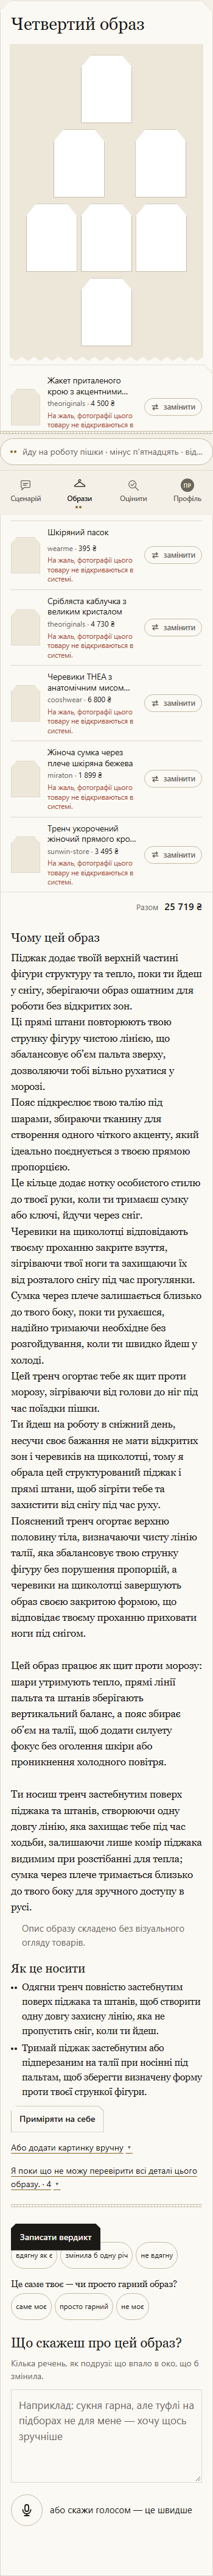 Четвертий образ
Жакет приталеного
крою з акцентними…
theoriginals · 4 500 ₴
На жаль, фотографії цього
товару не відкриваються в
замінити
йду на роботу пішки · мінус п'ятнадцять · від…
Сценарій
Образи
Оцінити
ПР
Профіль
Шкіряний пасок
wearme · 395 ₴
На жаль, фотографії цього
товару не відкриваються в
системі.
замінити
Срібляста каблучка з
великим кристалом
theoriginals · 4 730 ₴
На жаль, фотографії цього
товару не відкриваються в
системі.
замінити
Черевики THEA з
анатомічним мисом…
cooshwear · 6 800 ₴
На жаль, фотографії цього
товару не відкриваються в
системі.
замінити
Жіноча сумка через
плече шкіряна бежева
miraton · 1 899 ₴
На жаль, фотографії цього
товару не відкриваються в
системі.
замінити
Тренч укорочений
жіночий прямого кро…
sunwin-store · 3 495 ₴
На жаль, фотографії цього
товару не відкриваються в
системі.
замінити
Разом 25 719 ₴
Чому цей образ
Піджак додає твоїй верхній частині
фігури структуру та тепло, поки ти йдеш
у снігу, зберігаючи образ ошатним для
роботи без відкритих зон.
Ці прямі штани повторюють твою
струнку фігуру чистою лінією, що
збалансовує об'єм пальта зверху,
дозволяючи тобі вільно рухатися у
морозі.
Пояс підкреслює твою талію під
шарами, збираючи тканину для
створення одного чіткого акценту, який
ідеально поєднується з твоєю прямою
пропорцією.
Це кільце додає нотку особистого стилю
до твоєї руки, коли ти тримаєш сумку
або ключі, йдучи через сніг.
Черевики на щиколотці відповідають
твоєму проханню закрите взуття,
зігріваючи твої ноги та захищаючи їх
від розталого снігу під час прогулянки.
Сумка через плече залишається близько
до твого боку, поки ти рухаєшся,
надійно тримаючи необхідне без
розгойдування, коли ти швидко йдеш у
холоді.
Цей тренч огортає тебе як щит проти
морозу, зігріваючи від голови до ніг під
час поїздки пішки.
Ти йдеш на роботу в сніжний день,
несучи своє бажання не мати відкритих
зон і черевиків на щиколотці, тому я
обрала цей структурований піджак і
прямі штани, щоб зігріти тебе та
захистити від снігу під час руху.
Пояснений тренч огортає верхню
половину тіла, визначаючи чисту лінію
талії, яка збалансовує твою струнку
фігуру без порушення пропорцій, а
черевики на щиколотці завершують
образ своєю закритою формою, що
відповідає твоєму проханню приховати
ноги під снігом.
Цей образ працює як щит проти морозу:
шари утримують тепло, прямі лінії
пальта та штанів зберігають
вертикальний баланс, а пояс збирає
об'єм на талії, щоб додати силуету
фокус без оголення шкіри або
проникнення холодного повітря.
Ти носиш тренч застебнутим поверх
піджака та штанів, створюючи одну
довгу лінію, яка захищає тебе під час
ходьби, залишаючи лише комір піджака
видимим при розстібанні для тепла;
сумка через плече тримається близько
до твого боку для зручного доступу в
русі.
Опис образу складено без візуального
огляду товарів.
Як це носити
Одягни тренч повністю застебнутим
поверх піджака та штанів, щоб створити
одну довгу захисну лінію, яка не
пропустить сніг, коли ти йдеш.
Тримай піджак застебнутим або
підперезаним на талії при носінні під
пальтам, щоб зберегти визначену форму
проти твоєї стрункої фігури.
Приміряти на себе
Або додати картинку вручну
Я поки що не можу перевірити всі деталі цього
образу. · 4
Записати вердикт
вдягну як є
змінила б одну річ
не вдягну
Це саме твоє — чи просто гарний образ?
саме моє
просто гарний
не моє
Що скажеш про цей образ?
Кілька речень, як подрузі: що впало в око, що б
змінила.
Наприклад: сукня гарна, але туфлі на
підборах не для мене — хочу щось
зручніше
або скажи голосом — це швидше